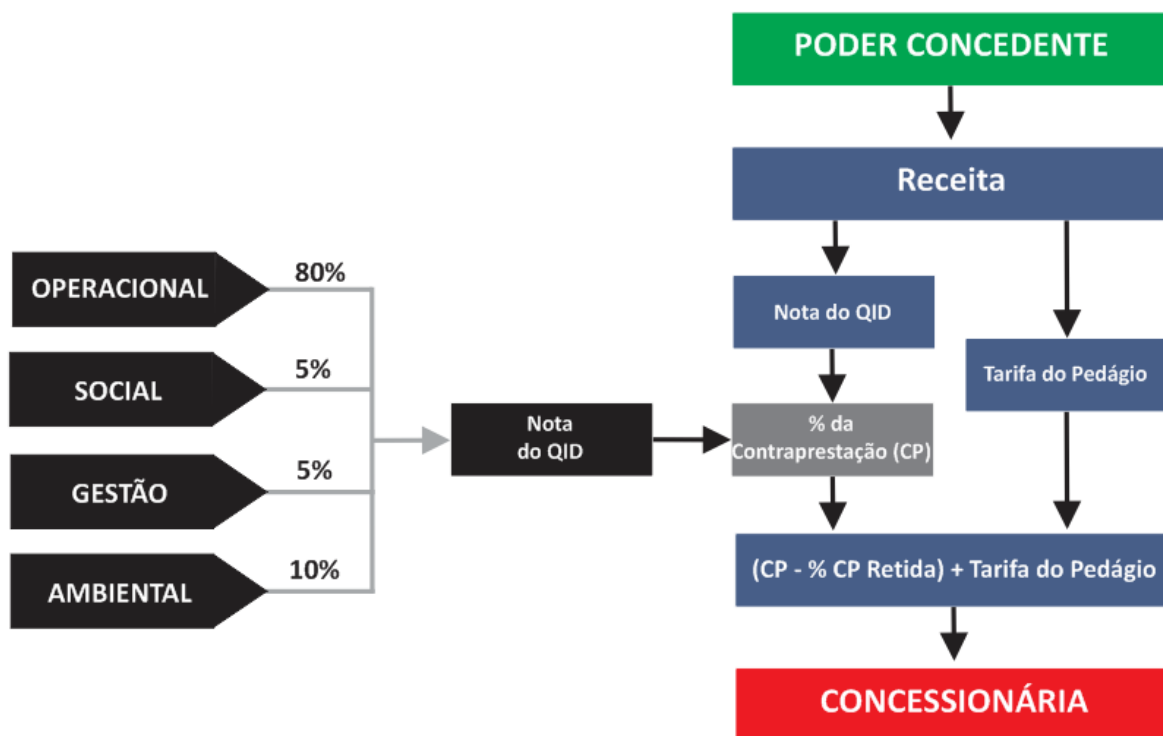 PODER CONCEDENTE
Receita
OPERACIONAL
80%
SOCIAL
5%
GESTÃO
5%
AMBIENTAL
10%
Nota
do QID
Nota do QID
Tarifa do Pedágio
% da
Contraprestação (CP)
(CP - % CP Retida) + Tarifa do Pedágio
CONCESSIONÁRIA